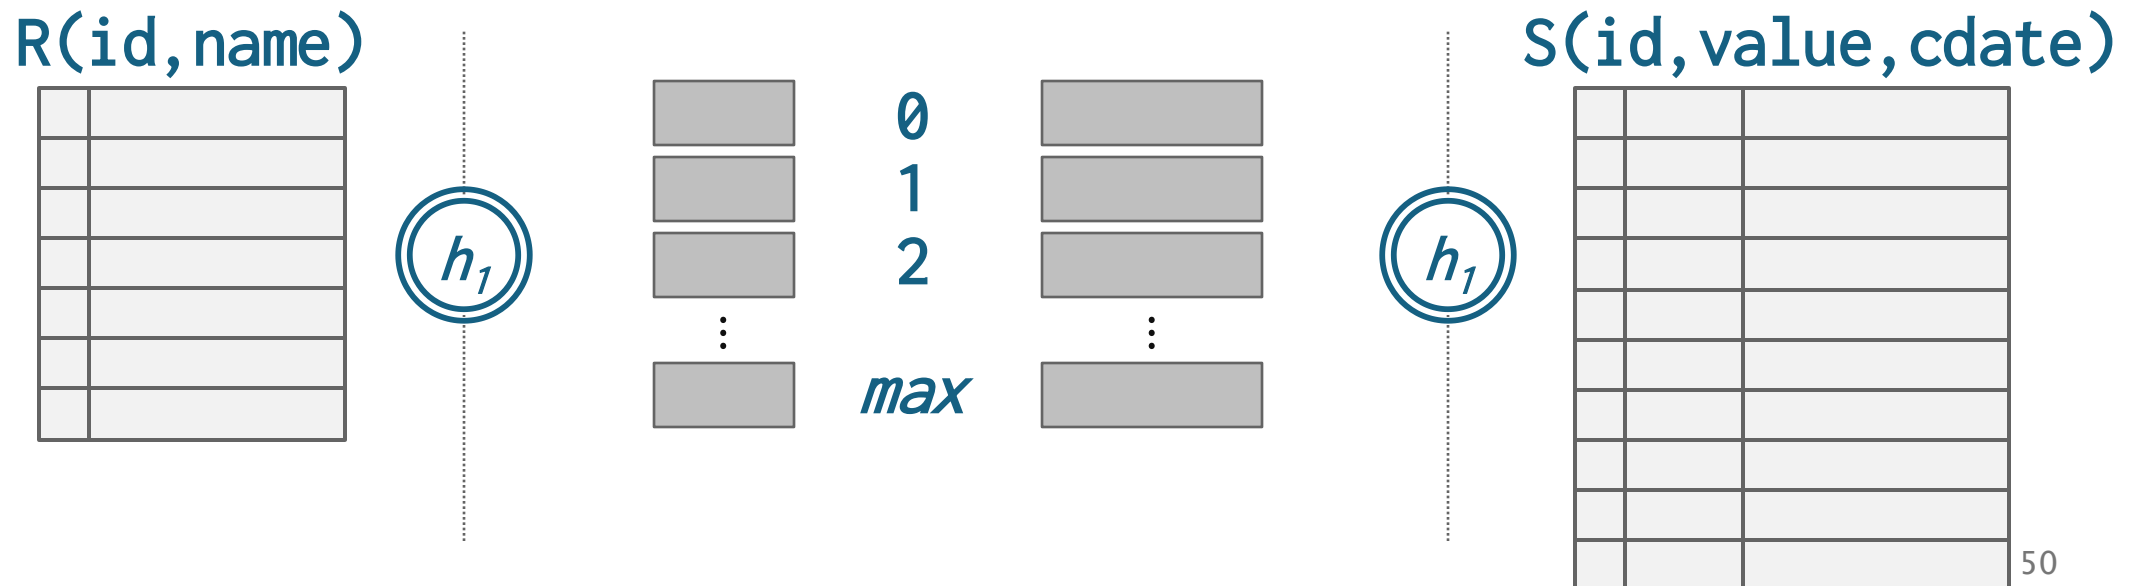 R(id,name)
S(id,value,cdate)
0
1
2
max
h1
h1
50